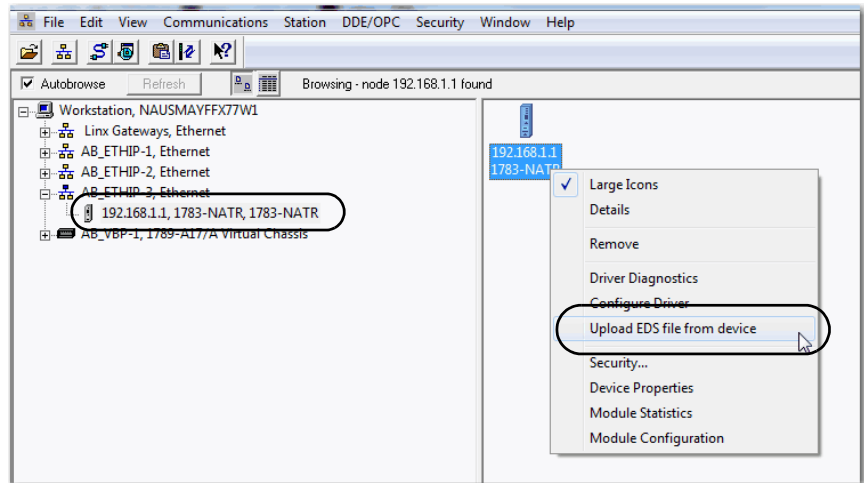 File Edit View Communications Station DDE/OPC Security Window Help
Autobrowse Refresh Browsing - node 192.168.1.1 found
Workstation, NAUSMAYFFX77W1
Linx Gateways, Ethernet
AB_ETHIP-1, Ethernet
AB_ETHIP-2, Ethernet
AB_ETHIP-3, Ethernet
192.168.1.1, 1783-NATR, 1783-NATR
AB_VBP-1, 1789-A17/A Virtual Chassis
192.168.1.1
1783-NATR
Large Icons
Details
Remove
Driver Diagnostics
Configure Driver
Upload EDS file from device
Security...
Device Properties
Module Statistics
Module Configuration